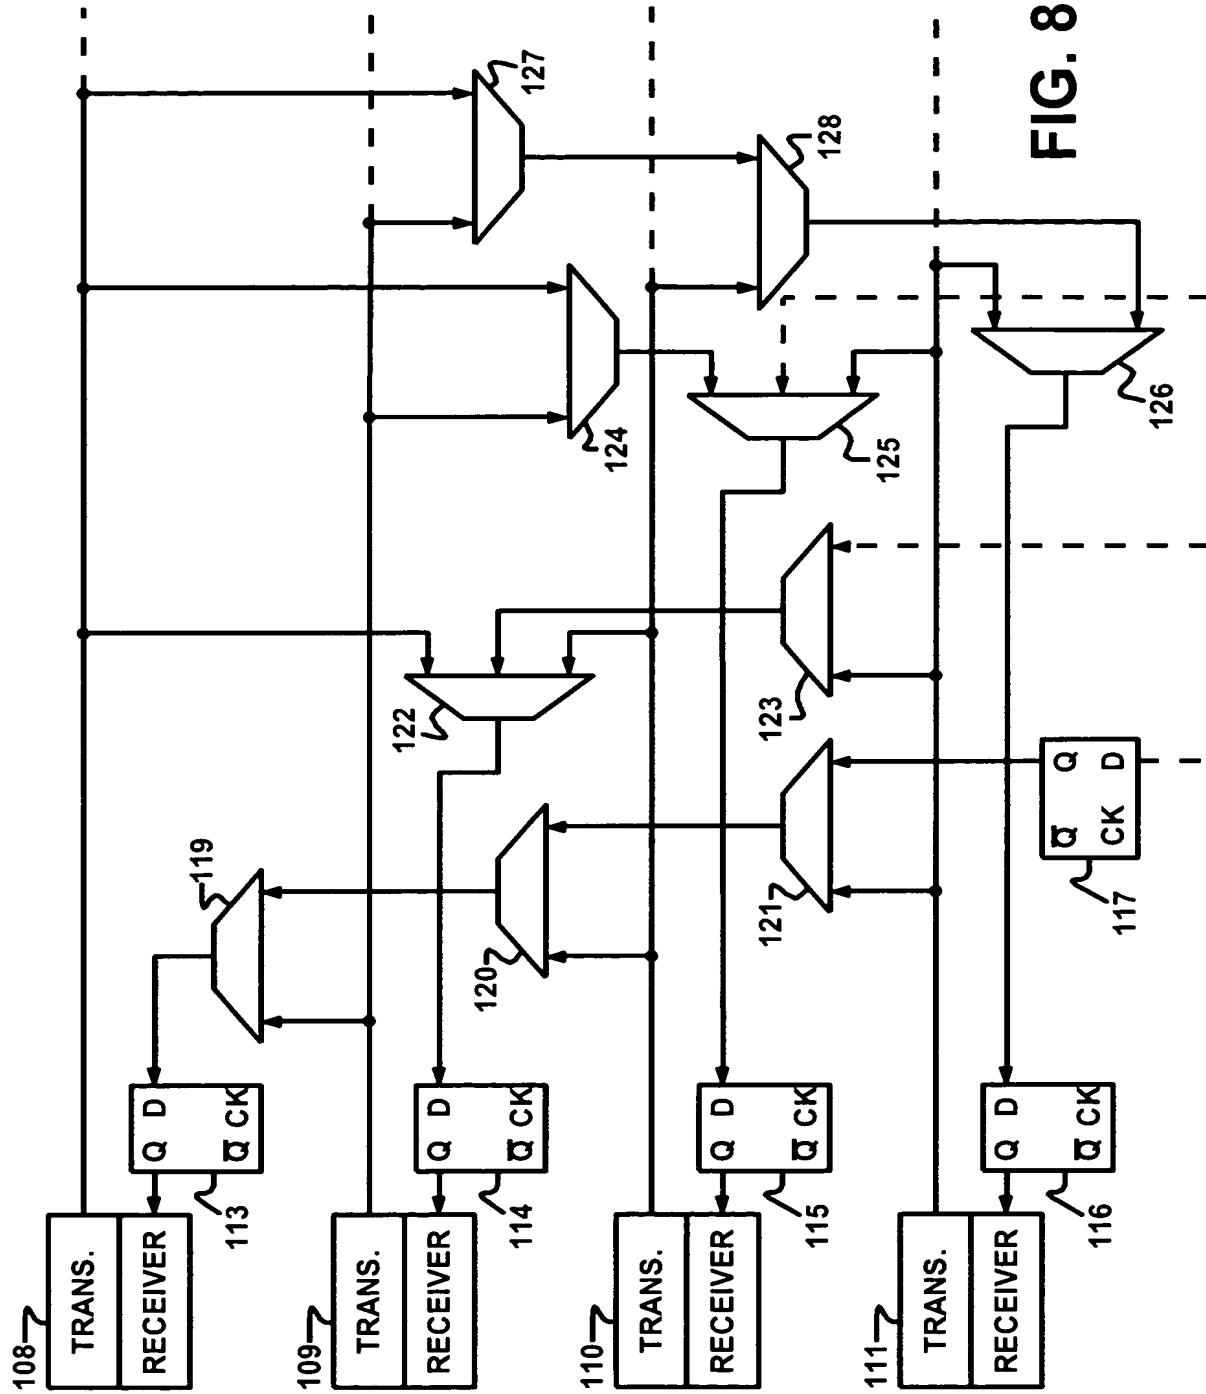 FIG. 8
108
TRANS.
RECEIVER
113
Q D
Q̅ CK
119
127
109
TRANS.
RECEIVER
114
Q D
Q̅ CK
120
122
124
128
110
TRANS.
RECEIVER
115
Q D
Q̅ CK
121
123
125
111
TRANS.
RECEIVER
116
Q D
Q̅ CK
117
Q̅ Q
CK D
126